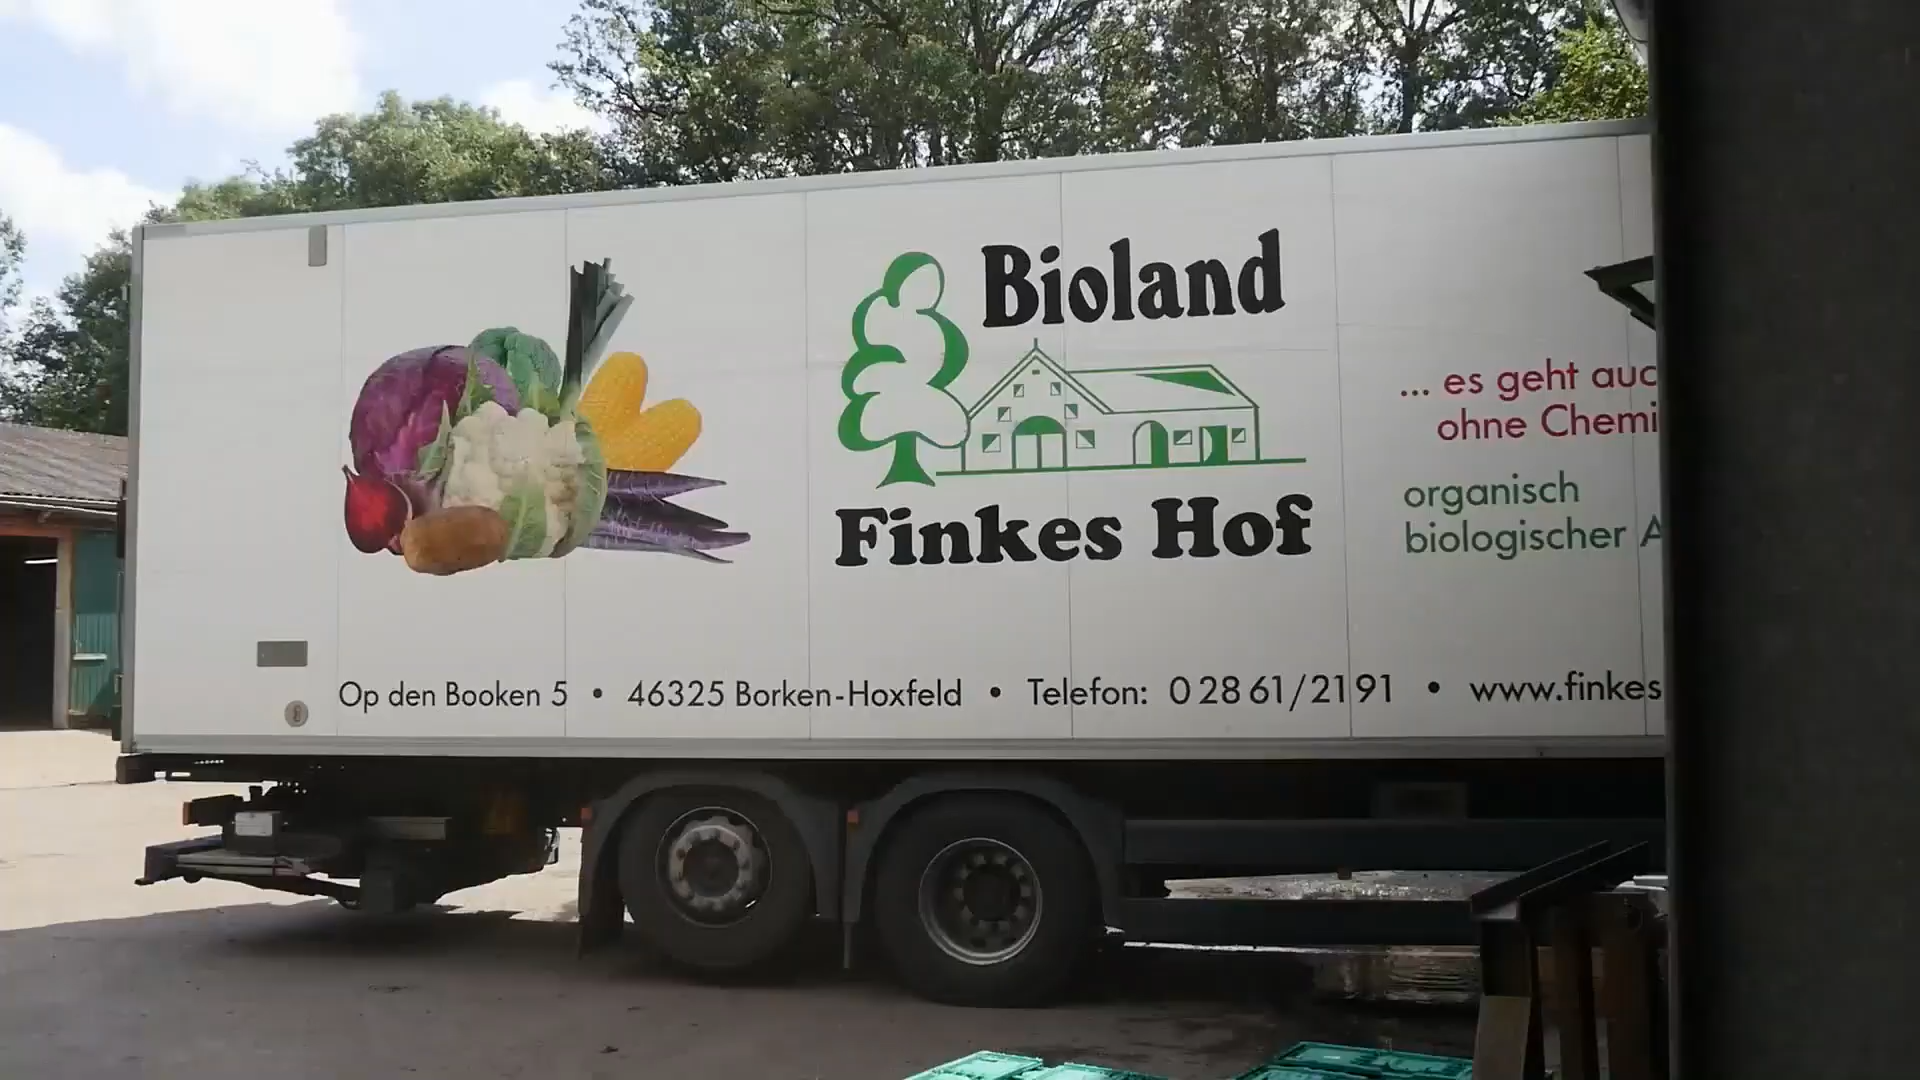 Bioland
Finkes Hof
... es geht auc
ohne Chemi
organisch
biologischer A
Op den Booken 5 • 46325 Borken-Hoxfeld • Telefon: 0 28 61/21 91 • www.finkes